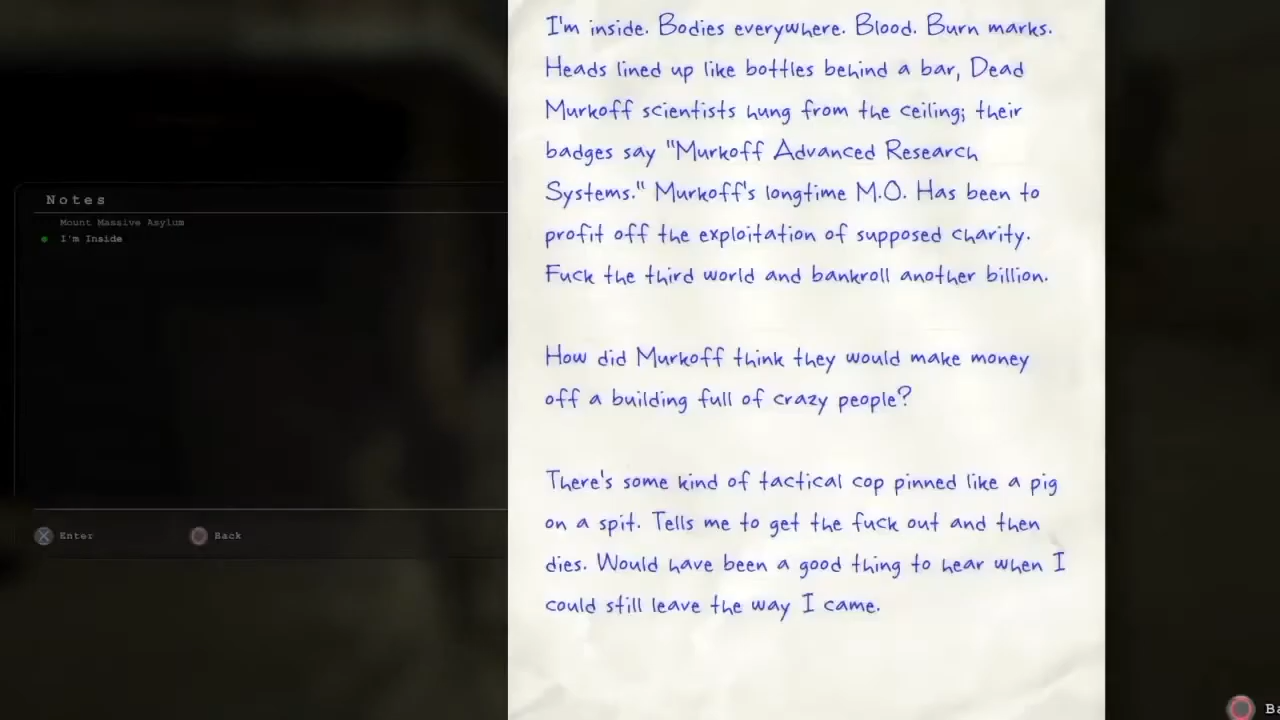 Notes
Mount Massive Asylum
I'm Inside
Enter
Back
I'm inside. Bodies everywhere. Blood. Burn marks.
Heads lined up like bottles behind a bar, Dead
Murkoff scientists hung from the ceiling; their
badges say "Murkoff Advanced Research
Systems." Murkoff's longtime M.O. Has been to
profit off the exploitation of supposed charity.
Fuck the third world and bankroll another billion.
How did Murkoff think they would make money
off a building full of crazy people?
There's some kind of tactical cop pinned like a pig
on a spit. Tells me to get the fuck out and then
dies. Would have been a good thing to hear when I
could still leave the way I came.
Ba